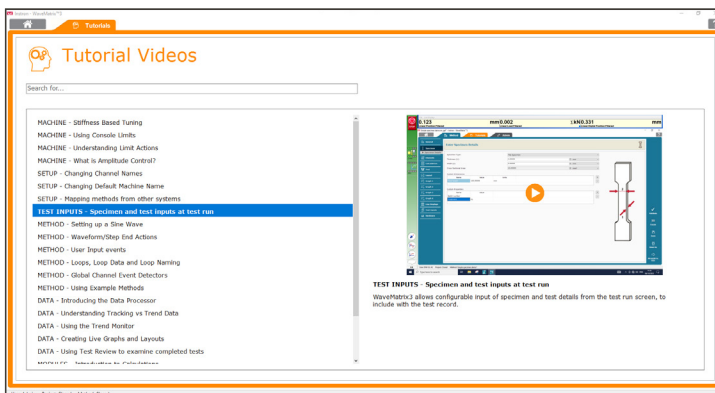 Instron - WaveMatrix™3
Tutorials
Tutorial Videos
Search for...
MACHINE - Stiffness Based Tuning
MACHINE - Using Console Limits
MACHINE - Understanding Limit Actions
MACHINE - What is Amplitude Control?
SETUP - Changing Channel Names
SETUP - Changing Default Machine Name
SETUP - Mapping methods from other systems
TEST INPUTS - Specimen and test inputs at test run
METHOD - Setting up a Sine Wave
METHOD - Waveform/Step End Actions
METHOD - User Input events
METHOD - Loops, Loop Data and Loop Naming
METHOD - Global Channel Event Detectors
METHOD - Using Example Methods
DATA - Introducing the Data Processor
DATA - Understanding Tracking vs Trend Data
DATA - Using the Trend Monitor
DATA - Creating Live Graphs and Layouts
DATA - Using Test Review to examine completed tests
MODULES - Introduction to Calculations
0.123 mm0.002 kN0.331 mm
TEST INPUTS - Specimen and test inputs at test run
WaveMatrix3 allows configurable input of specimen and test details from the test run screen, to
include with the test record.